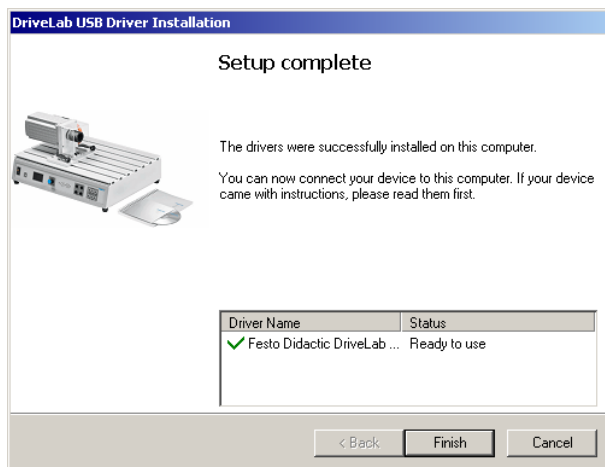 DriveLab USB Driver Installation
Setup complete
The drivers were successfully installed on this computer.
You can now connect your device to this computer. If your device
came with instructions, please read them first.
Driver Name Status
Festo Didactic DriveLab ... Ready to use
< Back Finish Cancel